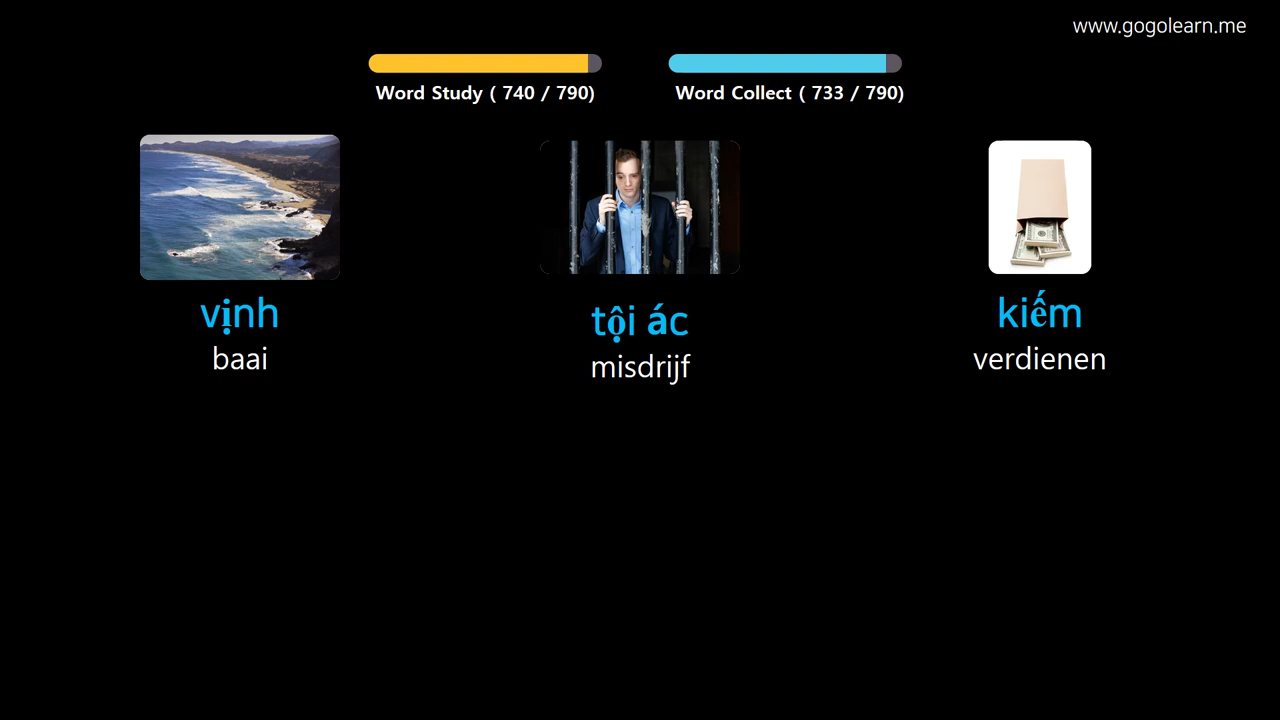 www.gogolearn.me
Word Study ( 740 / 790)
Word Collect ( 733 / 790)
vịnh
baai
tội ác
misdrijf
kiếm
verdienen